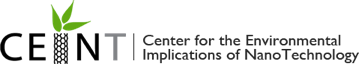 CEINT
Center for the Environmental
Implications of NanoTechnology